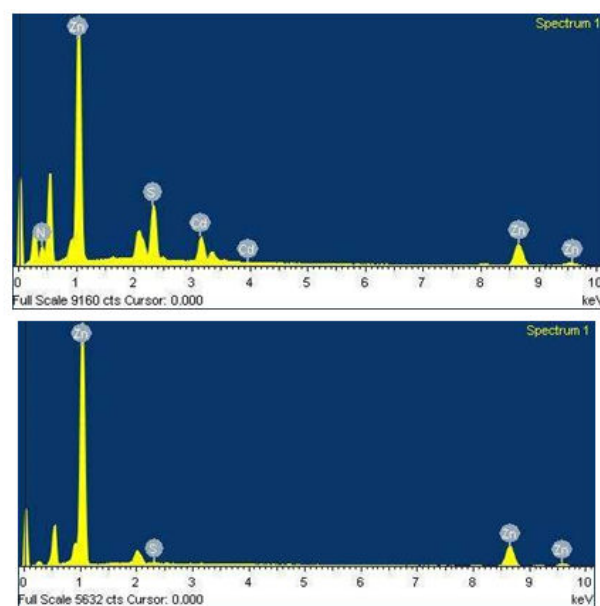 Spectrum 1
Zn
S
N
Cd
Cd
Zn
Zn
0 1 2 3 4 5 6 7 8 9 10
Full Scale 9160 cts Cursor: 0.000 keV
Spectrum 1
Zn
S
Zn
Zn
0 1 2 3 4 5 6 7 8 9 10
Full Scale 5632 cts Cursor: 0.000 keV